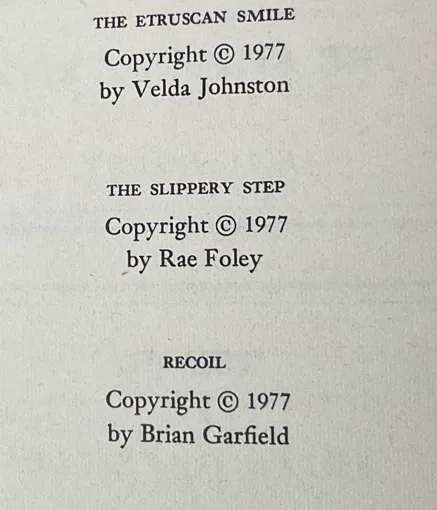 THE ETRUSCAN SMILE
Copyright © 1977
by Velda Johnston
THE SLIPPERY STEP
Copyright © 1977
by Rae Foley
RECOIL
Copyright © 1977
by Brian Garfield